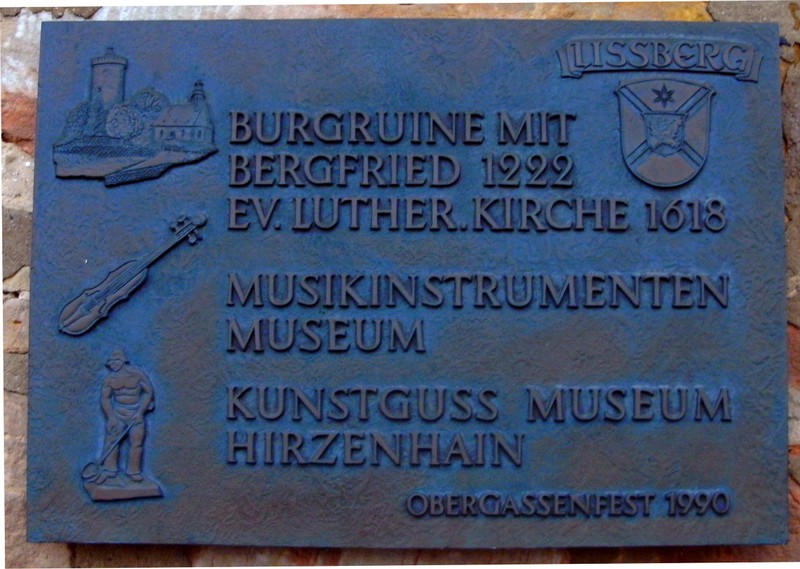 LISSBERG
BURGRUINE MIT
BERGFRIED 1222
EV. LUTHER. KIRCHE 1618
MUSIKINSTRUMENTEN
MUSEUM
KUNSTGUSS MUSEUM
HIRZENHAIN
OBERGASSENFEST 1990